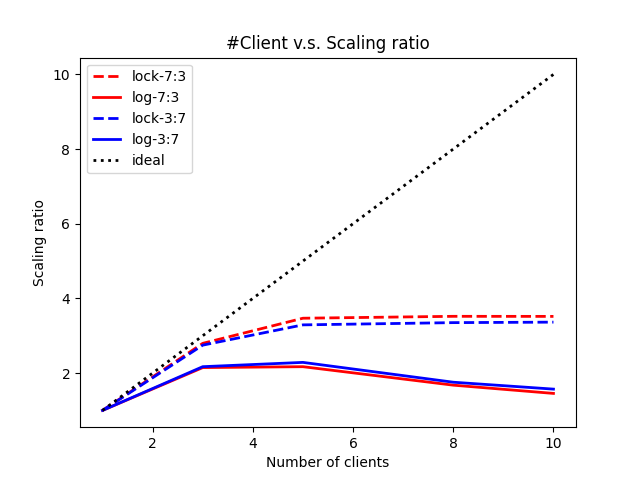 #Client v.s. Scaling ratio
lock-7:3
log-7:3
lock-3:7
log-3:7
ideal
10
8
6
4
2
Scaling ratio
2
4
6
8
10
Number of clients